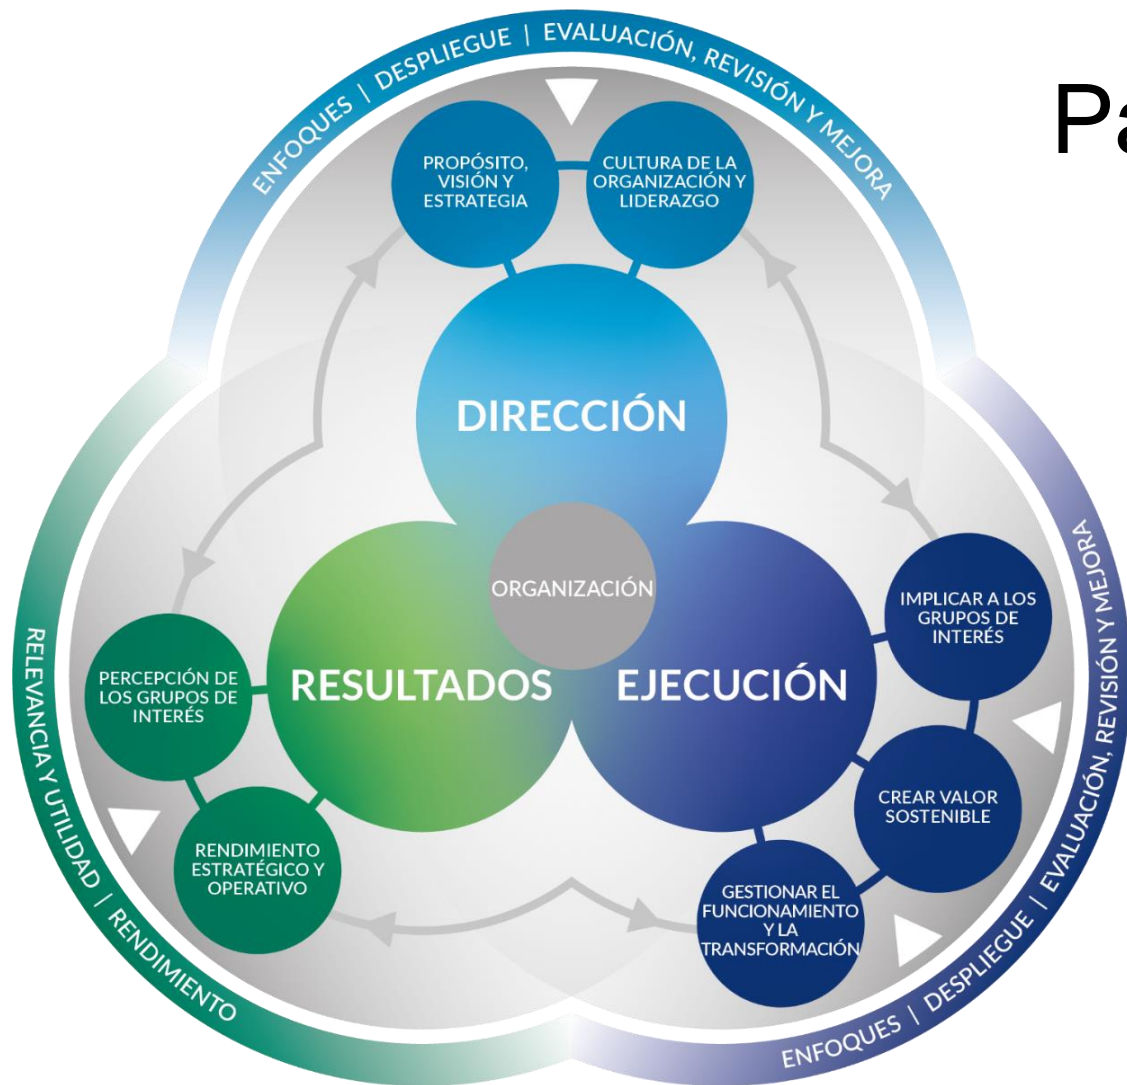 ENFOQUES | DESPLIEGUE | EVALUACIÓN, REVISIÓN Y MEJORA
Pa
PROPÓSITO,
VISIÓN Y
ESTRATEGIA
CULTURA DE LA
ORGANIZACIÓN Y
LIDERAZGO
DIRECCIÓN
ORGANIZACIÓN
RESULTADOS
EJECUCIÓN
IMPLICAR A LOS
GRUPOS DE
INTERÉS
CREAR VALOR
SOSTENIBLE
GESTIONAR EL
FUNCIONAMIENTO
Y LA
TRANSFORMACIÓN
ENFOQUES | DESPLIEGUE | EVALUACIÓN, REVISIÓN Y MEJORA
PERCEPCIÓN DE
LOS GRUPOS DE
INTERÉS
RENDIMIENTO
ESTRATÉGICO Y
OPERATIVO
RELEVANCIA Y UTILIDAD | RENDIMIENTO